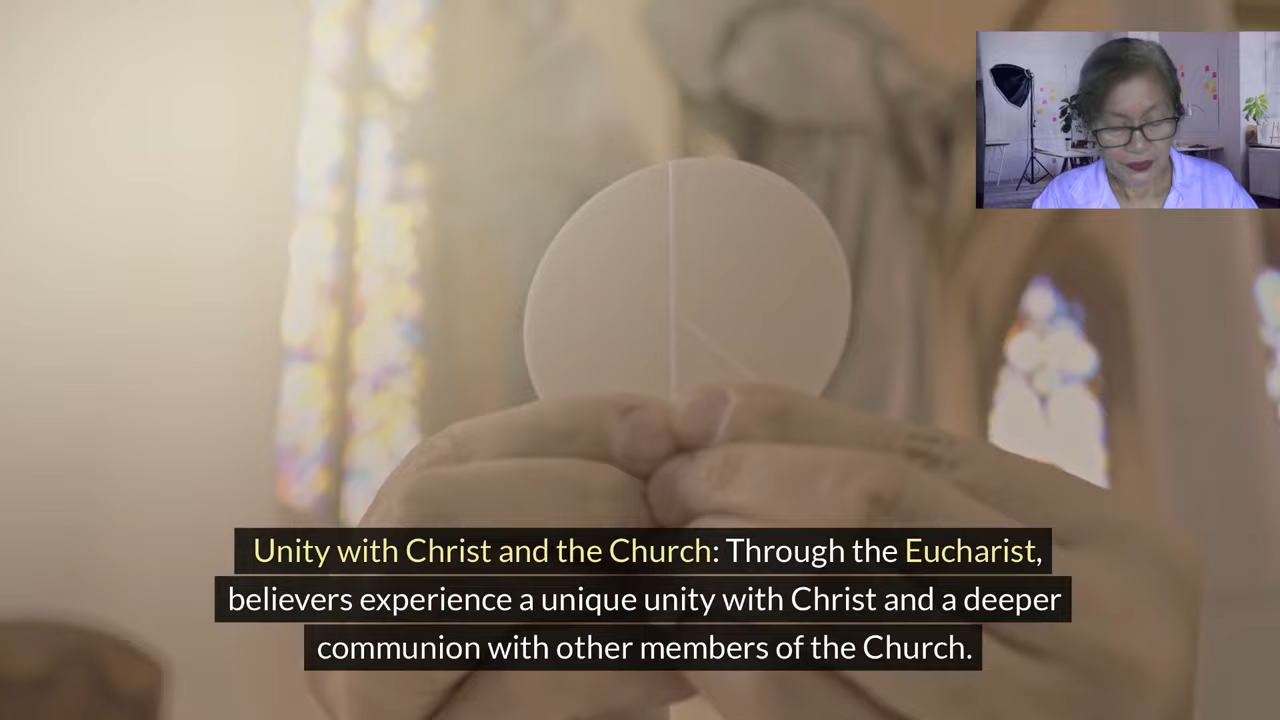 Unity with Christ and the Church: Through the Eucharist,
believers experience a unique unity with Christ and a deeper
communion with other members of the Church.